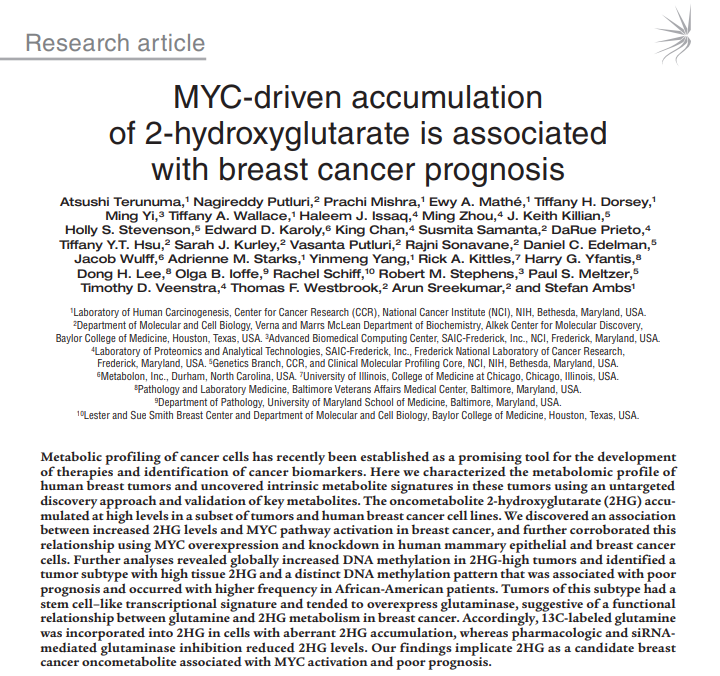 Research article
MYC-driven accumulation
of 2-hydroxyglutarate is associated
with breast cancer prognosis
Atsushi Terunuma,¹ Nagireddy Putluri,² Prachi Mishra,¹ Ewy A. Mathé,¹ Tiffany H. Dorsey,¹
Ming Yi,³ Tiffany A. Wallace,¹ Haleem J. Issaq,⁴ Ming Zhou,⁴ J. Keith Killian,⁵
Holly S. Stevenson,⁵ Edward D. Karoly,⁶ King Chan,⁴ Susmita Samanta,² DaRue Prieto,⁴
Tiffany Y.T. Hsu,² Sarah J. Kurley,² Vasanta Putluri,² Rajni Sonavane,² Daniel C. Edelman,⁵
Jacob Wulff,⁶ Adrienne M. Starks,¹ Yinmeng Yang,¹ Rick A. Kittles,⁷ Harry G. Yfantis,⁸
Dong H. Lee,⁸ Olga B. Ioffe,⁹ Rachel Schiff,¹⁰ Robert M. Stephens,³ Paul S. Meltzer,⁵
Timothy D. Veenstra,⁴ Thomas F. Westbrook,² Arun Sreekumar,² and Stefan Ambs¹
¹Laboratory of Human Carcinogenesis, Center for Cancer Research (CCR), National Cancer Institute (NCI), NIH, Bethesda, Maryland, USA.
²Department of Molecular and Cell Biology, Verna and Marrs McLean Department of Biochemistry, Alkek Center for Molecular Discovery,
Baylor College of Medicine, Houston, Texas, USA. ³Advanced Biomedical Computing Center, SAIC-Frederick, Inc., NCI, Frederick, Maryland, USA.
⁴Laboratory of Proteomics and Analytical Technologies, SAIC-Frederick, Inc., Frederick National Laboratory of Cancer Research,
Frederick, Maryland, USA. ⁵Genetics Branch, CCR, and Clinical Molecular Profiling Core, NCI, NIH, Bethesda, Maryland, USA.
⁶Metabolon, Inc., Durham, North Carolina, USA. ⁷University of Illinois, College of Medicine at Chicago, Chicago, Illinois, USA.
⁸Pathology and Laboratory Medicine, Baltimore Veterans Affairs Medical Center, Baltimore, Maryland, USA.
⁹Department of Pathology, University of Maryland School of Medicine, Baltimore, Maryland, USA.
¹⁰Lester and Sue Smith Breast Center and Department of Molecular and Cell Biology, Baylor College of Medicine, Houston, Texas, USA.
Metabolic profiling of cancer cells has recently been established as a promising tool for the development
of therapies and identification of cancer biomarkers. Here we characterized the metabolomic profile of
human breast tumors and uncovered intrinsic metabolite signatures in these tumors using an untargeted
discovery approach and validation of key metabolites. The oncometabolite 2-hydroxyglutarate (2HG) accu-
mulated at high levels in a subset of tumors and human breast cancer cell lines. We discovered an association
between increased 2HG levels and MYC pathway activation in breast cancer, and further corroborated this
relationship using MYC overexpression and knockdown in human mammary epithelial and breast cancer
cells. Further analyses revealed globally increased DNA methylation in 2HG-high tumors and identified a
tumor subtype with high tissue 2HG and a distinct DNA methylation pattern that was associated with poor
prognosis and occurred with higher frequency in African-American patients. Tumors of this subtype had a
stem cell–like transcriptional signature and tended to overexpress glutaminase, suggestive of a functional
relationship between glutamine and 2HG metabolism in breast cancer. Accordingly, 13C-labeled glutamine
was incorporated into 2HG in cells with aberrant 2HG accumulation, whereas pharmacologic and siRNA-
mediated glutaminase inhibition reduced 2HG levels. Our findings implicate 2HG as a candidate breast
cancer oncometabolite associated with MYC activation and poor prognosis.